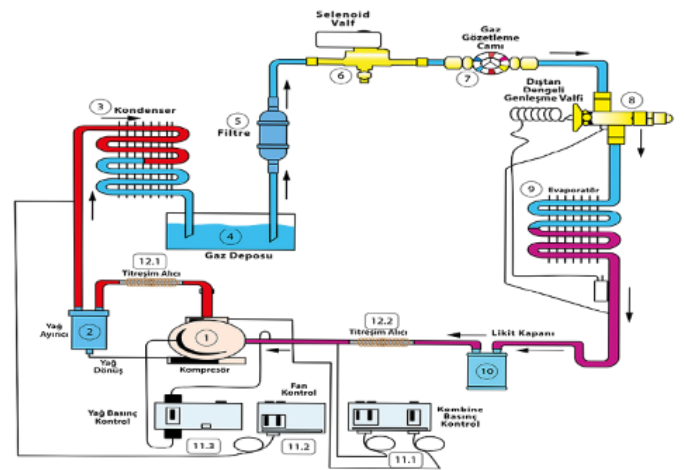 Selenoid
Valf
6
Gaz
Gözetleme
Camı
7
Dıştan
Dengeli
Genleşme Valfi
8
3
Kondenser
5
Filtre
9
Evaporatör
4
Gaz Deposu
12.1
Titreşim Alıcı
Yağ
Ayırıcı
2
1
Yağ
Dönüş
Kompresör
12.2
Titreşim Alıcı
Likit Kapanı
10
Yağ Basınç
Kontrol
11.3
Fan
Kontrol
11.2
Kombine
Basınç
Kontrol
11.1